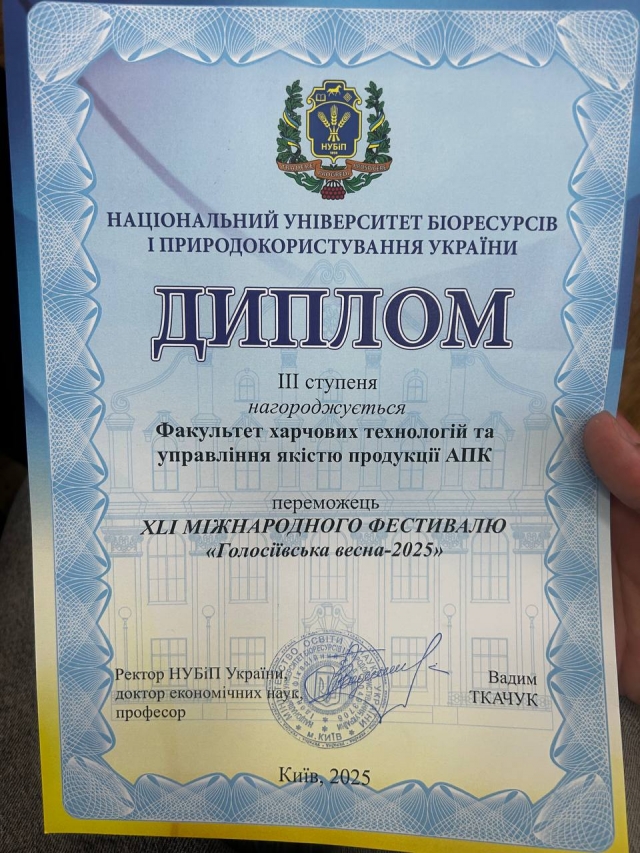 НУБіП
НАЦІОНАЛЬНИЙ УНІВЕРСИТЕТ БІОРЕСУРСІВ
І ПРИРОДОКОРИСТУВАННЯ УКРАЇНИ
ДИПЛОМ
ІІІ ступеня
нагороджується
Факультет харчових технологій та
управління якістю продукції АПК
переможець
XLI МІЖНАРОДНОГО ФЕСТИВАЛЮ
«Голосіївська весна-2025»
Ректор НУБіП України,
доктор економічних наук,
професор
м.КИЇВ
Вадим
ТКАЧУК
Київ, 2025